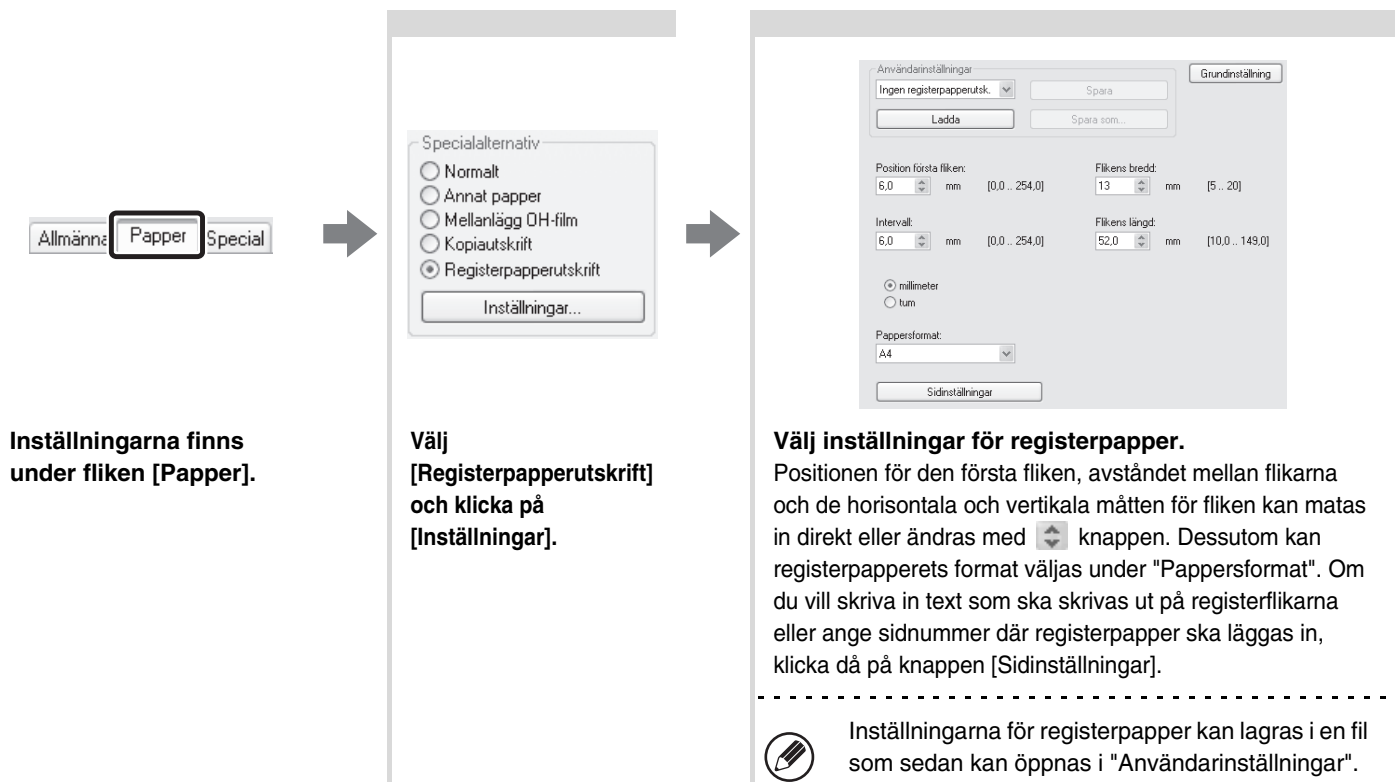 Allmänna Papper Special
Inställningarna finns
under fliken [Papper].
Specialalternativ
Normalt
Annat papper
Mellanlägg OH-film
Kopiautskrift
Registerpapperutskrift
Inställningar...
Välj
[Registerpapperutskrift]
och klicka på
[Inställningar].
Användarinställningar
Grundinställning
Ingen registerpapperutsk. Spara
Ladda Spara som...
Position första fliken: Flikens bredd:
6,0 mm [0,0 .. 254,0] 13 mm [5 .. 20]
Intervall: Flikens längd:
6,0 mm [0,0 .. 254,0] 52,0 mm [10,0 .. 149,0]
millimeter
tum
Pappersformat:
A4
Sidinställningar
Välj inställningar för registerpapper.
Positionen för den första fliken, avståndet mellan flikarna
och de horisontala och vertikala måtten för fliken kan matas
in direkt eller ändras med knappen. Dessutom kan
registerpapperets format väljas under "Pappersformat". Om
du vill skriva in text som ska skrivas ut på registerflikarna
eller ange sidnummer där registerpapper ska läggas in,
klicka då på knappen [Sidinställningar].
Inställningarna för registerpapper kan lagras i en fil
som sedan kan öppnas i "Användarinställningar".